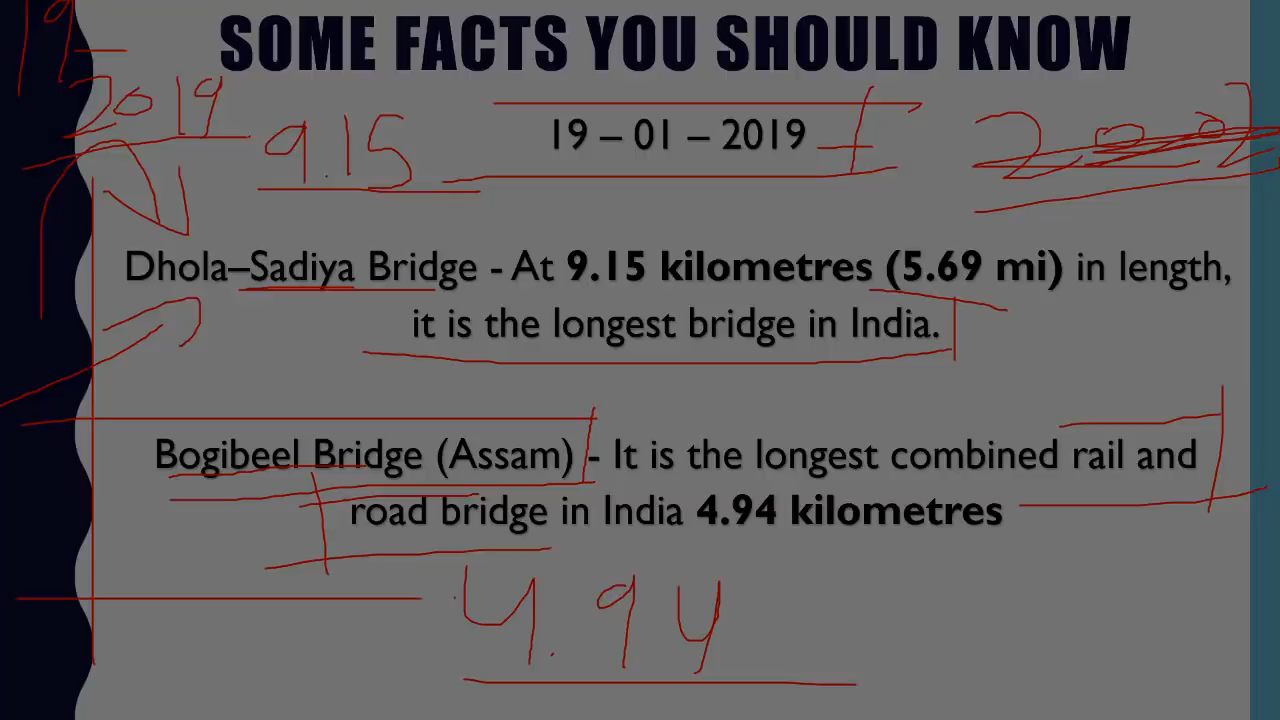 SOME FACTS YOU SHOULD KNOW
19
2019
9.15
19 – 01 – 2019
Dhola–Sadiya Bridge - At 9.15 kilometres (5.69 mi) in length,
it is the longest bridge in India.
Bogibeel Bridge (Assam) - It is the longest combined rail and
road bridge in India 4.94 kilometres
4.94